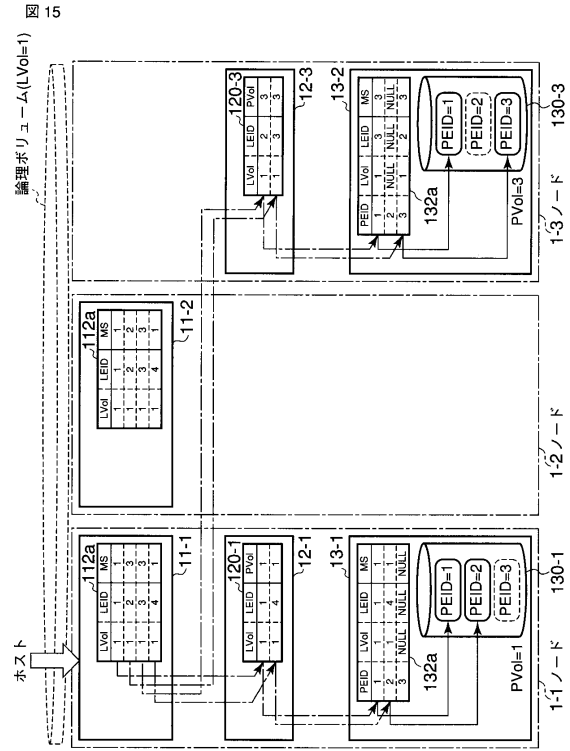 図 15
論理ボリューム(LVol=1)
ホスト
112a
LVol LEID MS
1 1 1
1 2 3
1 3 3
1 4 1
11-1
120-1
LVol LEID PVol
1 1 1
1 4 1
12-1
13-1
PEID LVol LEID MS
1 1 1 1
2 1 4 1
3 NULL NULL NULL
132a
PEID=1
PEID=2
PEID=3
PVol=1
130-1
1-1 ノード
112a
LVol LEID MS
1 1 1
1 2 2
1 3 3
1 4 1
11-2
1-2 ノード
120-3
LVol LEID PVol
1 2 3
1 3 3
12-3
13-2
PEID LVol LEID MS
1 1 3 3
2 NULL NULL NULL
3 1 2 3
132a
PEID=1
PEID=2
PEID=3
PVol=3
130-3
1-3 ノード